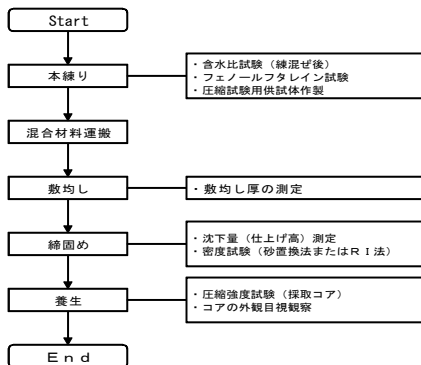 Start
本練り
・含水比試験（練混ぜ後）
・フェノールフタレイン試験
・圧縮試験用供試体作製
混合材料運搬
敷均し
・敷均し厚の測定
締固め
・沈下量（仕上げ高）測定
・密度試験（砂置換法またはＲＩ法）
養生
・圧縮強度試験（採取コア）
・コアの外観目視観察
Ｅｎｄ